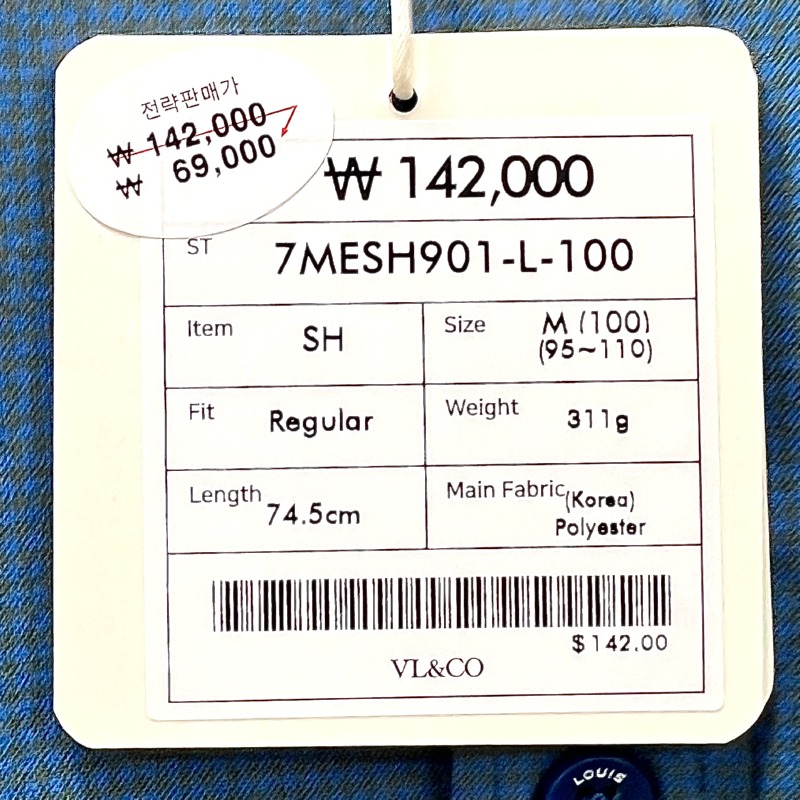 전략판매가
₩ 142,000
₩ 69,000
₩ 142,000
ST 7MESH901-L-100
Item SH
Size M (100)
(95~110)
Fit Regular
Weight 311g
Length 74.5cm
Main Fabric (Korea)
Polyester
$142.00
VL&CO
LOUIS